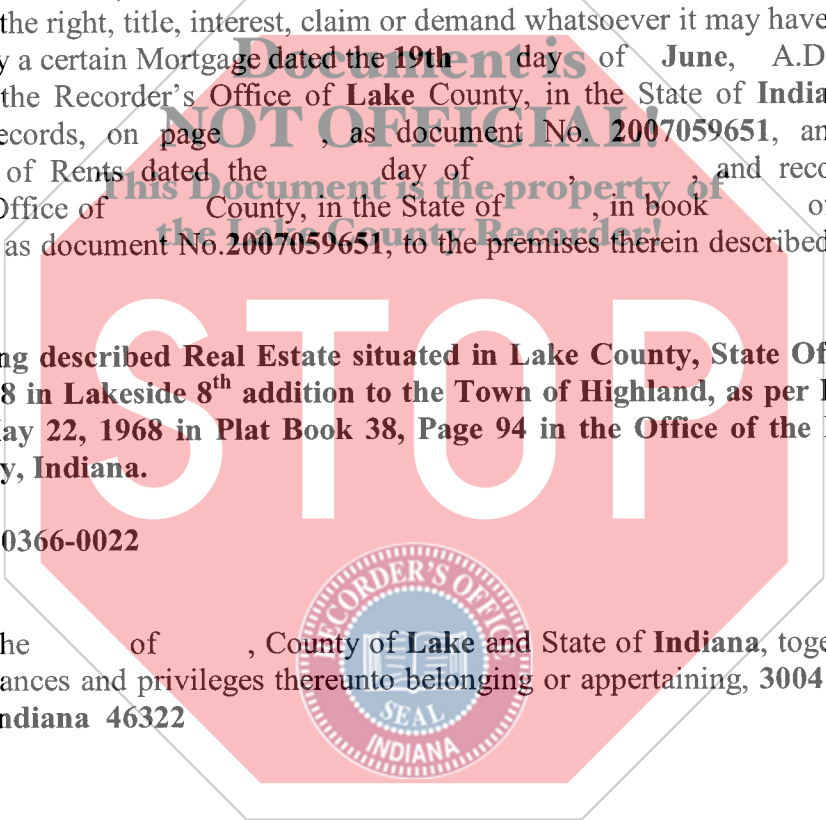 the right, title, interest, claim or demand whatsoever it may have
y a certain Mortgage dated the 19th day of June, A.D
Document is
the Recorder's Office of Lake County, in the State of India
NOT OFFICIAL!
ecords, on page , as document No. 2007059651, an
of Rents dated the day of , , and reco
This Document is the property of
Office of County, in the State of , in book o
the Lake County Recorder!
as document No.2007059651, to the premises therein described
STOP
ng described Real Estate situated in Lake County, State Of
8 in Lakeside 8th addition to the Town of Highland, as per
ay 22, 1968 in Plat Book 38, Page 94 in the Office of the
y, Indiana.
0366-0022
RECORDER'S OFFICE
he of , County of Lake and State of Indiana, toge
ances and privileges thereunto belonging or appertaining, 3004
ndiana 46322
SEAL
INDIANA